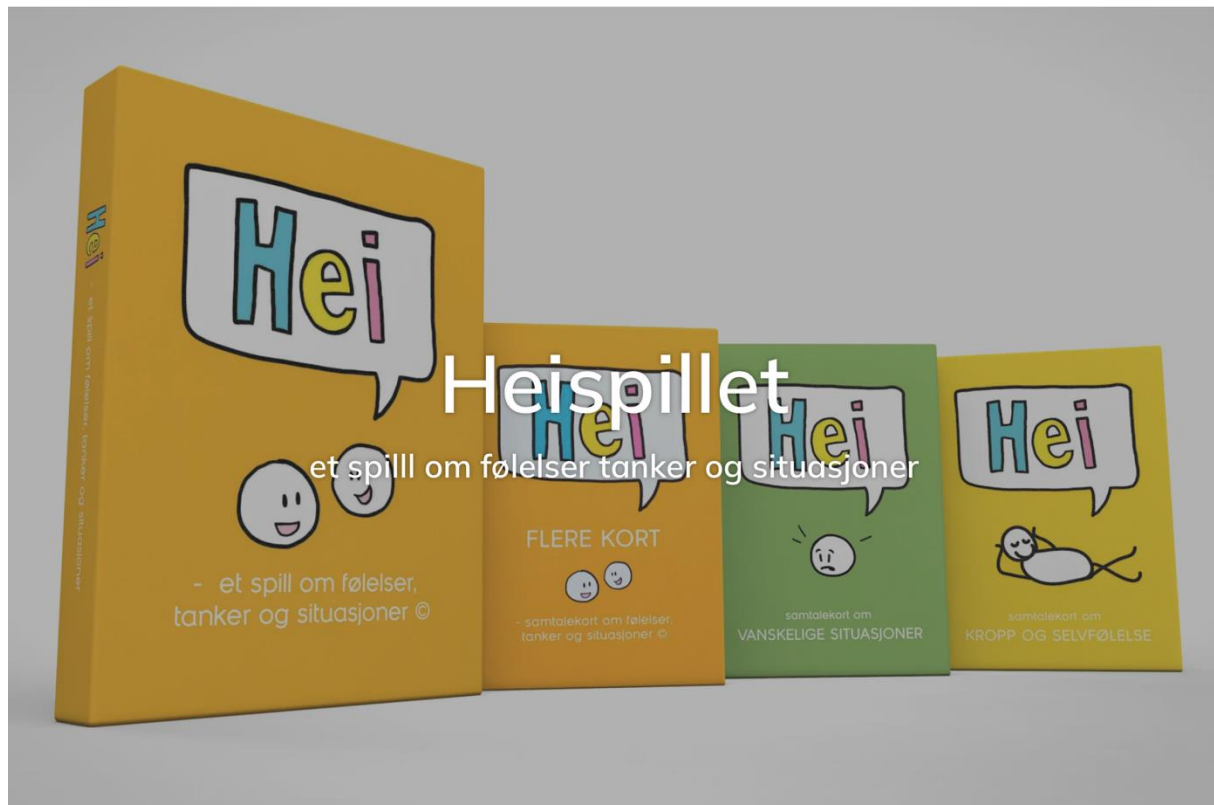 Heispillet
et spilll om følelser tanker og situasjoner
Hei
- et spill om følelser,
tanker og situasjoner ©
Hei - et spill om følelser, tanker og situasjoner
Hei
FLERE KORT
- samtalekort om følelser,
tanker og situasjoner ©
Hei
samtalekort om
VANSKELIGE SITUASJONER
Hei
samtalekort om
KROPP OG SELVFØLELSE